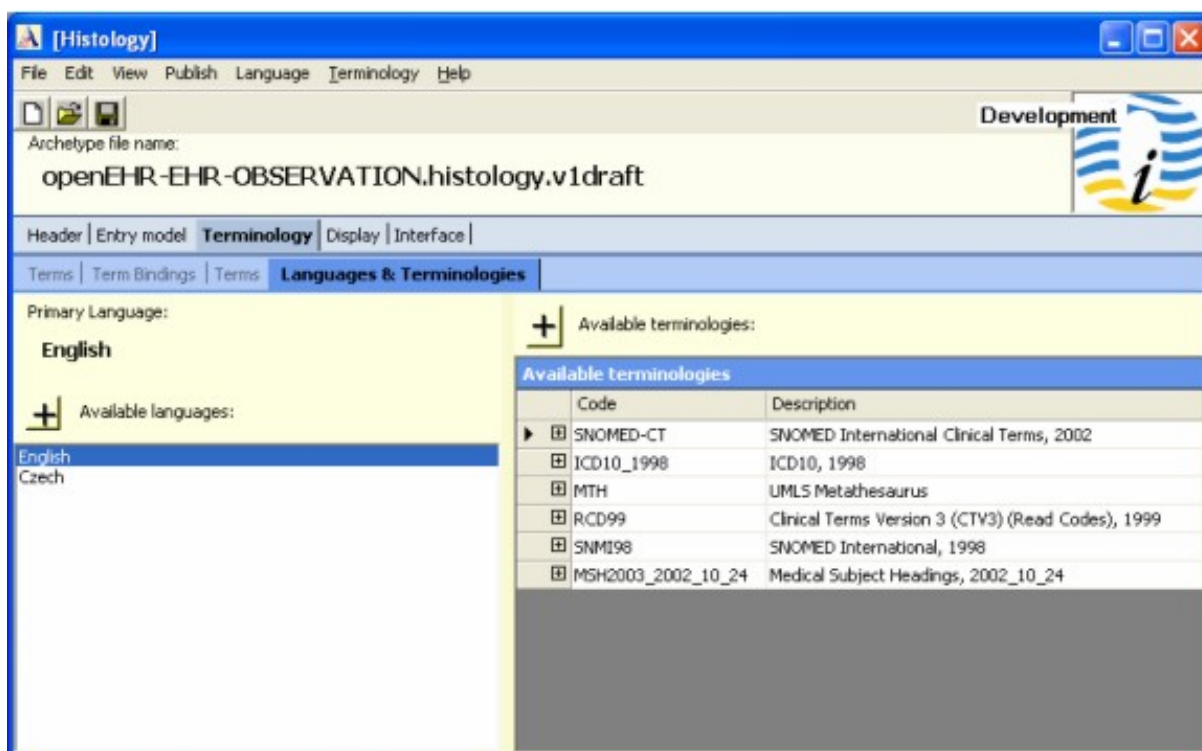 [Histology]
File Edit View Publish Language Terminology Help
Development
Archetype file name:
openEHR-EHR-OBSERVATION.histology.v1draft
Header Entry model Terminology Display Interface
Terms Term Bindings Terms Languages & Terminologies
Primary Language:
English
Available languages:
English
Czech
Available terminologies:
Available terminologies
Code Description
SNOMED-CT SNOMED International Clinical Terms, 2002
ICD10_1998 ICD10, 1998
MTH UMLS Metathesaurus
RCD99 Clinical Terms Version 3 (CTV3) (Read Codes), 1999
SNMI98 SNOMED International, 1998
MSH2003_2002_10_24 Medical Subject Headings, 2002_10_24